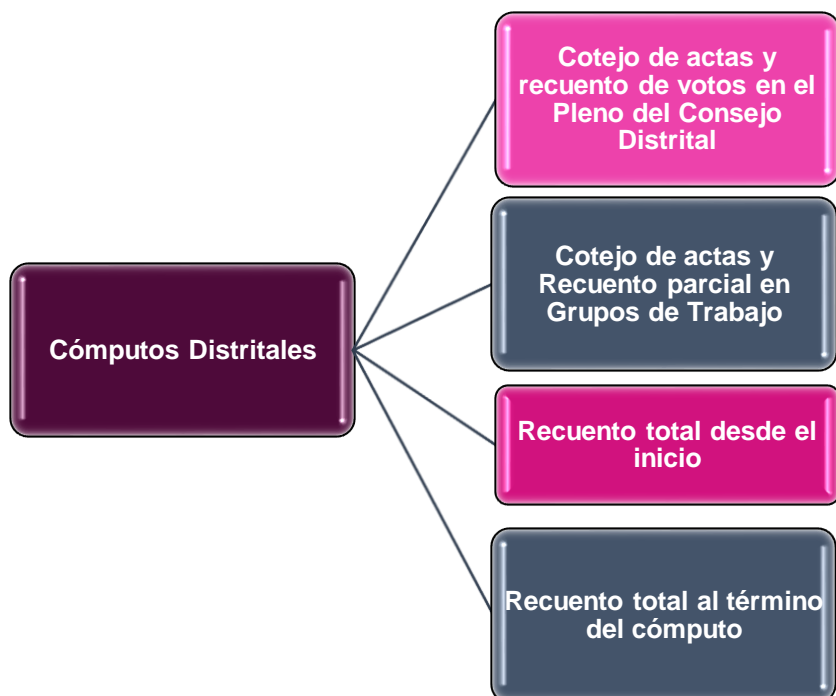 Cotejo de actas y
recuento de votos en el
Pleno del Consejo
Distrital
Cotejo de actas y
Recuento parcial en
Grupos de Trabajo
Cómputos Distritales
Recuento total desde el
inicio
Recuento total al término
del cómputo